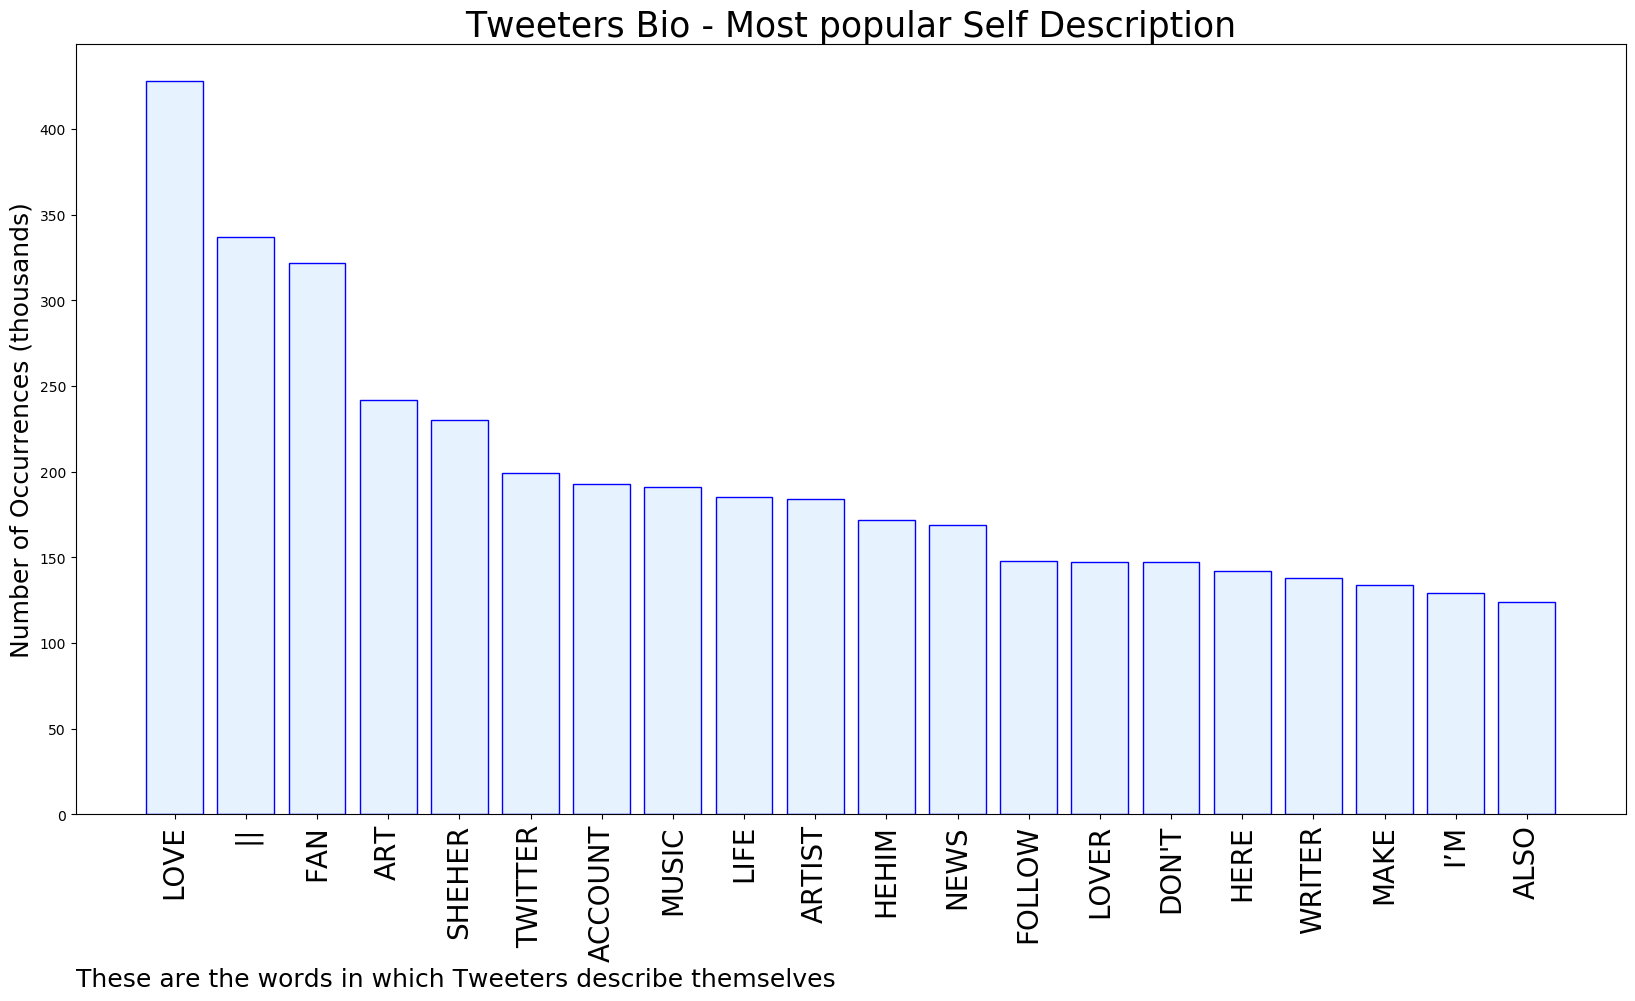 Tweeters Bio - Most popular Self Description
Number of Occurrences (thousands)
400
350
300
250
200
150
100
50
0
LOVE
||
FAN
ART
SHEHER
TWITTER
ACCOUNT
MUSIC
LIFE
ARTIST
HEHIM
NEWS
FOLLOW
LOVER
DON'T
HERE
WRITER
MAKE
I’M
ALSO
These are the words in which Tweeters describe themselves